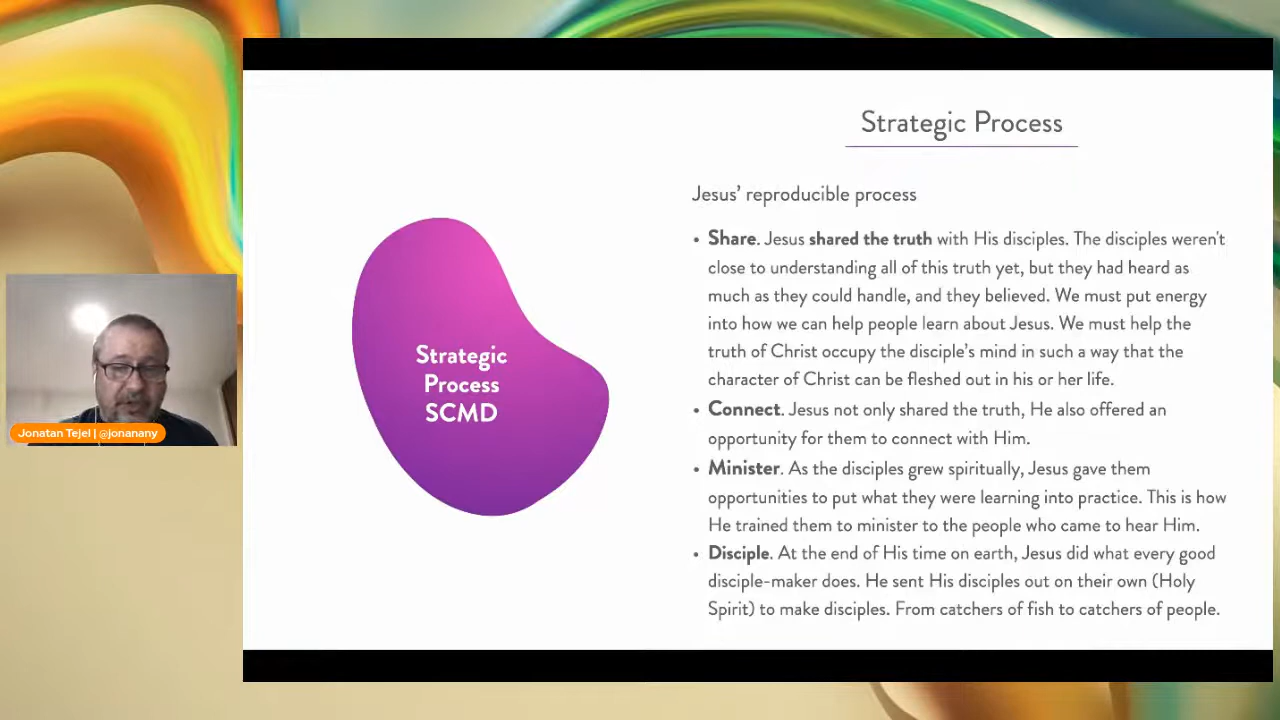 Strategic Process
Jesus’ reproducible process
• Share. Jesus shared the truth with His disciples. The disciples weren't
close to understanding all of this truth yet, but they had heard as
much as they could handle, and they believed. We must put energy
into how we can help people learn about Jesus. We must help the
truth of Christ occupy the disciple’s mind in such a way that the
character of Christ can be fleshed out in his or her life.
• Connect. Jesus not only shared the truth, He also offered an
opportunity for them to connect with Him.
• Minister. As the disciples grew spiritually, Jesus gave them
opportunities to put what they were learning into practice. This is how
He trained them to minister to the people who came to hear Him.
• Disciple. At the end of His time on earth, Jesus did what every good
disciple-maker does. He sent His disciples out on their own (Holy
Spirit) to make disciples. From catchers of fish to catchers of people.
Strategic
Process
SCMD
Jonatan Tejel | @jonanany